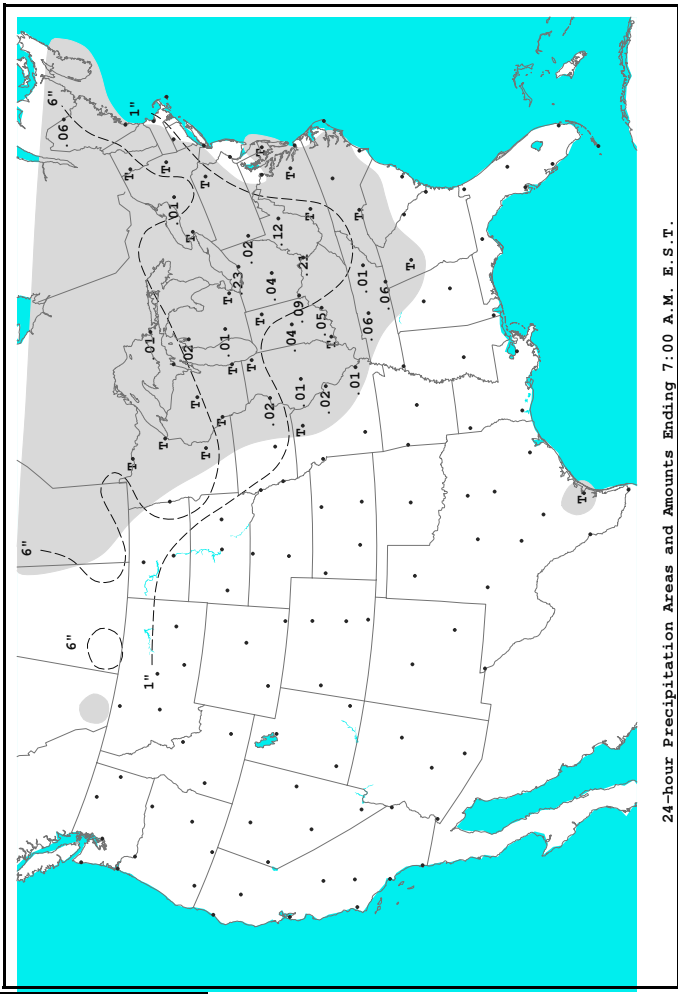 6"
6"
.06
6"
T
T
1"
1"
.01
T
T
.01
.02
T
T
T
T
T
.01
T
T
.23
.02
T
T
T
.02
.04
.12
T
.04
.09
T
.01
.21
T
.05
.02
T
.01
T
.01
.06
.06
T
T
24-hour Precipitation Areas and Amounts Ending 7:00 A.M. E.S.T.